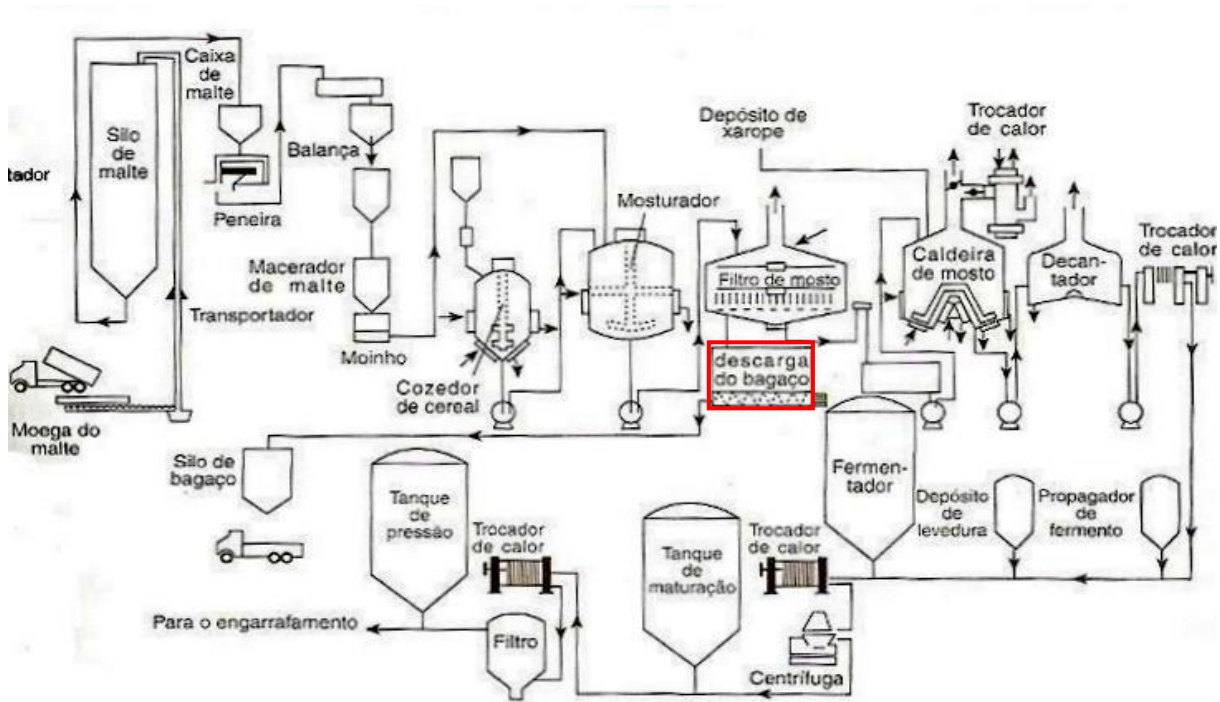 Caixa
de
malte
Silo
de
malte
tador
Peneira
Balança
Macerador
de malte
Transportador
Moinho
Moega do
malte
Cozedor
de cereal
Mosturador
Depósito de
xarope
Filtro de mosto
descarga
do bagaço
Trocador
de calor
Caldeira
de mosto
Decan-
tador
Trocador
de calor
Silo de
bagaço
Tanque
de
pressão
Trocador
de calor
Tanque
de
maturação
Trocador
de calor
Fermen-
tador
Depósito
de
levedura
Propagador
de
fermento
Para o engarrafamento
Filtro
Centrífuga